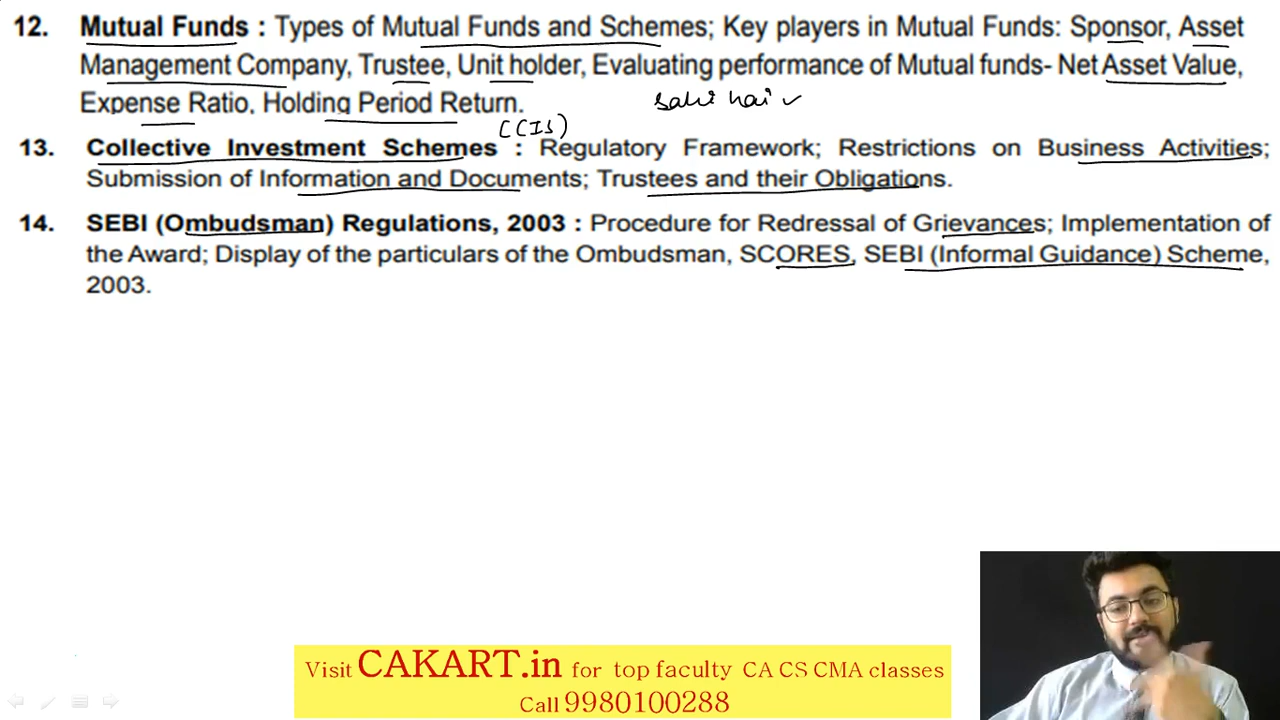 12. Mutual Funds : Types of Mutual Funds and Schemes; Key players in Mutual Funds: Sponsor, Asset
Management Company, Trustee, Unit holder, Evaluating performance of Mutual funds- Net Asset Value,
Expense Ratio, Holding Period Return.
Sahi hai
(CIS)
13. Collective Investment Schemes : Regulatory Framework; Restrictions on Business Activities;
Submission of Information and Documents; Trustees and their Obligations.
14. SEBI (Ombudsman) Regulations, 2003 : Procedure for Redressal of Grievances; Implementation of
the Award; Display of the particulars of the Ombudsman, SCORES, SEBI (Informal Guidance) Scheme,
2003.
Visit CAKART.in for top faculty CA CS CMA classes
Call 9980100288